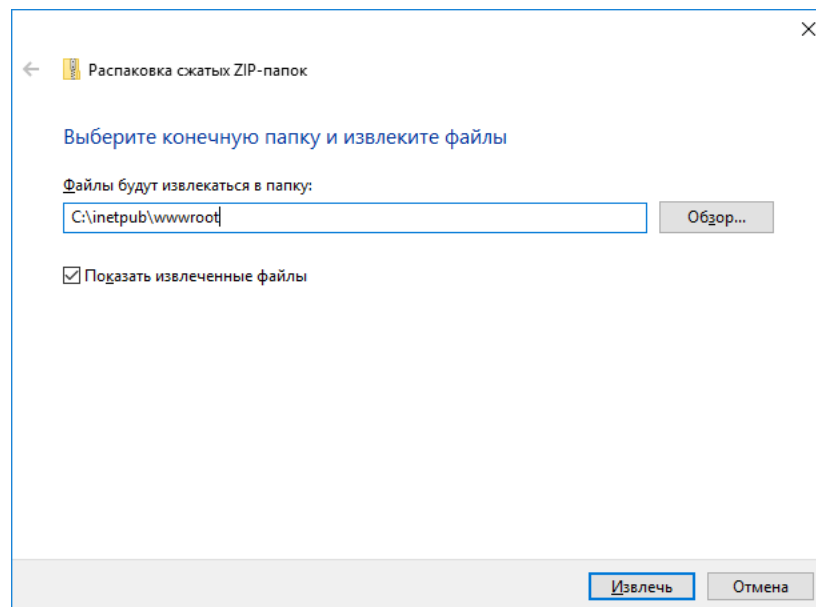 Распаковка сжатых ZIP-папок
Выберите конечную папку и извлеките файлы
Файлы будут извлекаться в папку:
C:\inetpub\wwwroot
Обзор...
Показать извлеченные файлы
Извлечь
Отмена